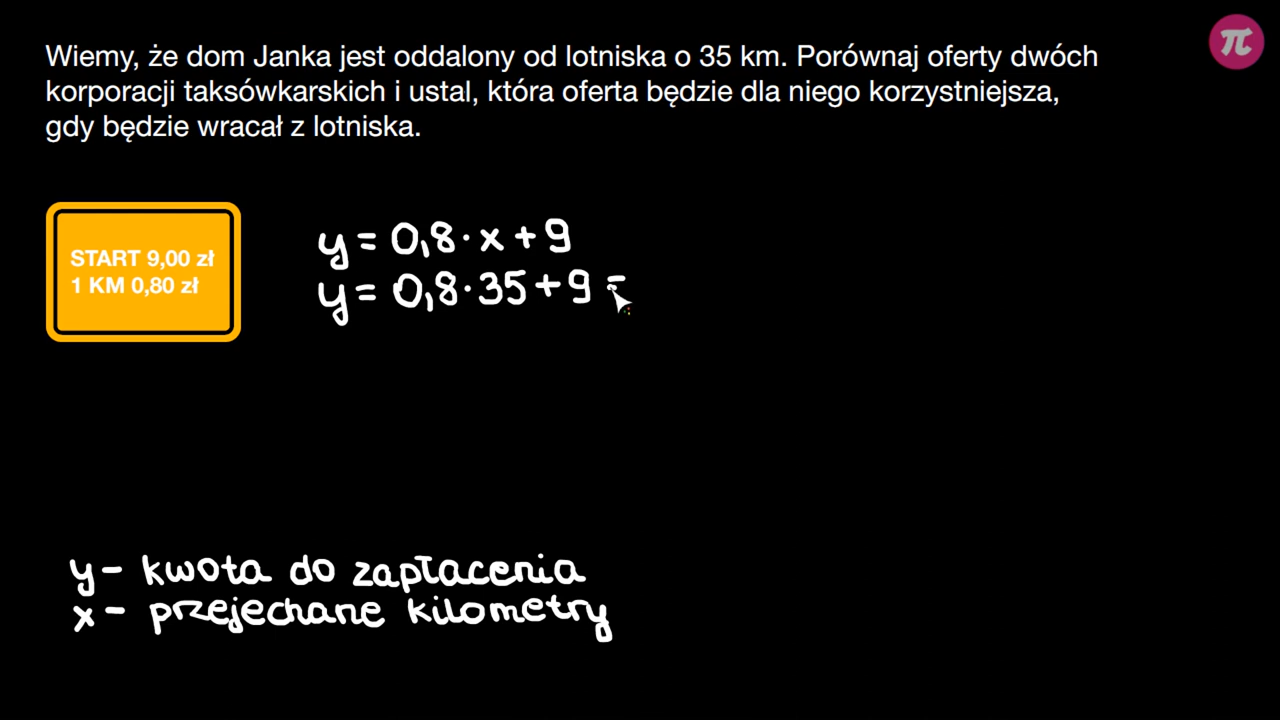 Wiemy, że dom Janka jest oddalony od lotniska o 35 km. Porównaj oferty dwóch
korporacji taksówkarskich i ustal, która oferta będzie dla niego korzystniejsza,
gdy będzie wracał z lotniska.
π
START 9,00 zł
1 KM 0,80 zł
y = 0,8 · x + 9
y = 0,8 · 35 + 9 =
y - kwota do zapłacenia
x - przejechane kilometry